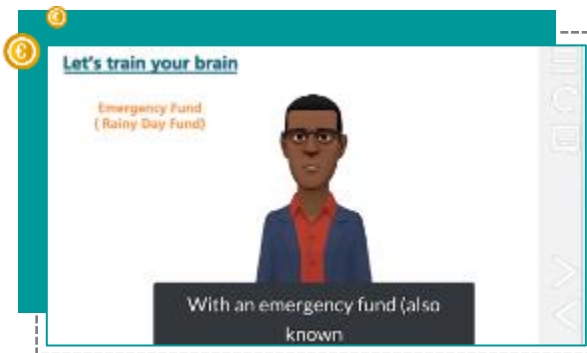 Let's train your brain
Emergency Fund
( Rainy Day Fund)
With an emergency fund (also
known